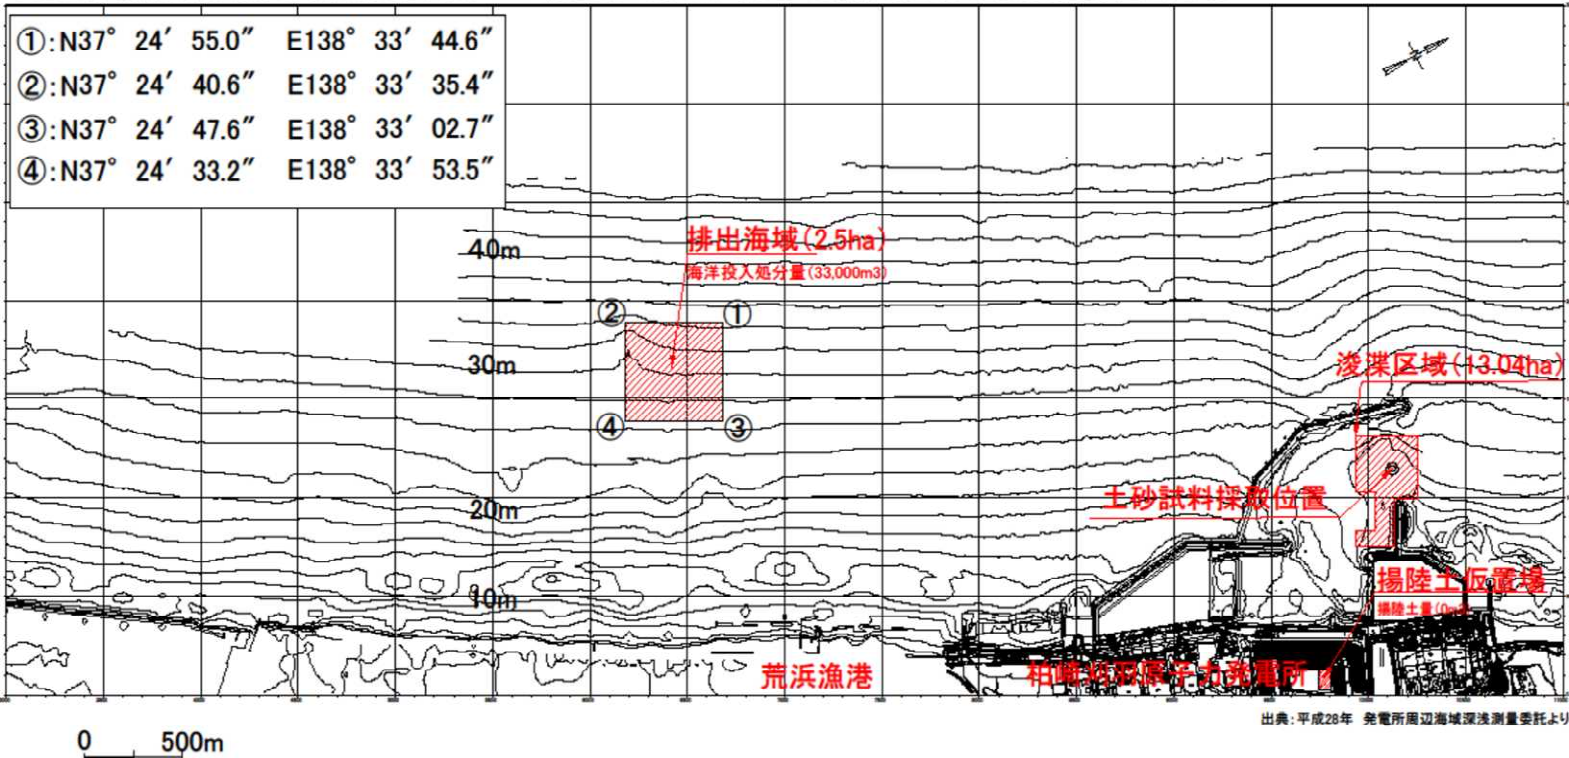 ①:N37° 24′ 55.0″ E138° 33′ 44.6″
②:N37° 24′ 40.6″ E138° 33′ 35.4″
③:N37° 24′ 47.6″ E138° 33′ 02.7″
④:N37° 24′ 33.2″ E138° 33′ 53.5″
40m
排出海域(2.5ha)
海洋投入処分量(33,000m3)
② ①
30m
浚渫区域(13.04ha)
④ ③
土砂試料採取位置
20m
揚陸土仮置場
10m
揚陸土量(0m3)
荒浜漁港
柏崎刈羽原子力発電所
出典:平成28年 発電所周辺海域深浅測量委託より
0 500m